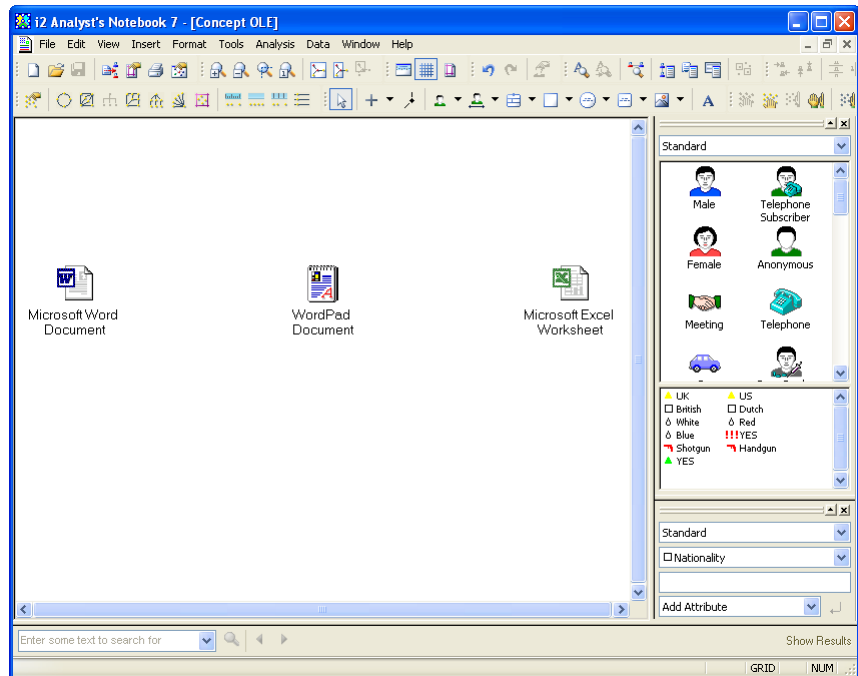 i2 Analyst's Notebook 7 - [Concept OLE]
File Edit View Insert Format Tools Analysis Data Window Help
Standard
Male Telephone Subscriber
Female Anonymous
Meeting Telephone
Microsoft Word Document
WordPad Document
Microsoft Excel Worksheet
UK US
British Dutch
White Red
Blue !!!YES
Shotgun Handgun
YES
Standard
Nationality
Add Attribute
Enter some text to search for
Show Results
GRID NUM